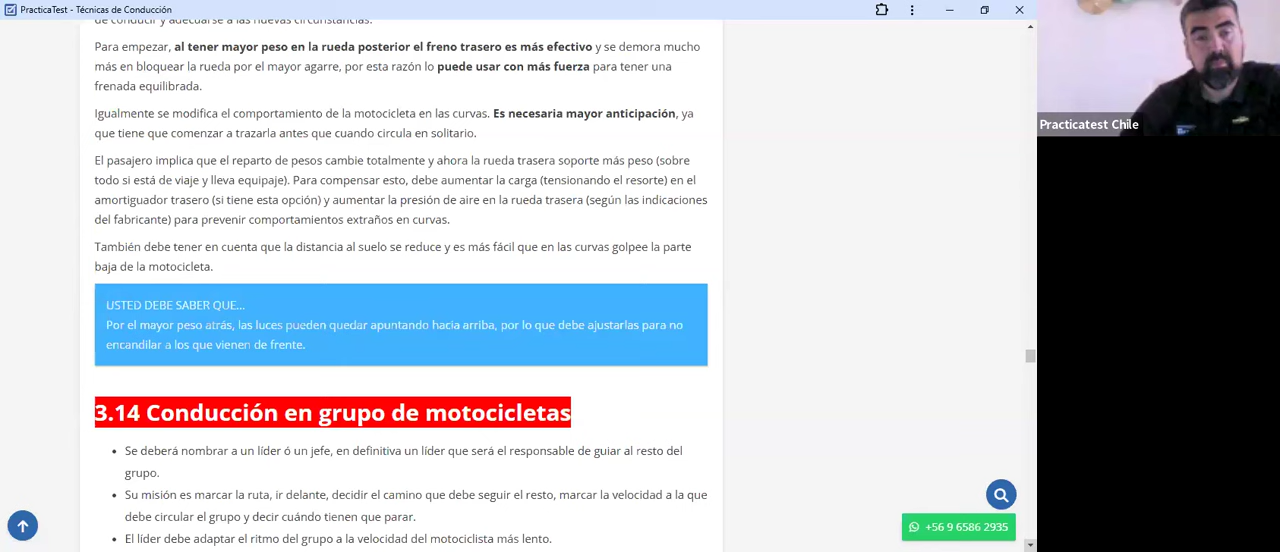 PracticaTest - Técnicas de Conducción
de conducir y adecuarse a las nuevas circunstancias.
Para empezar, al tener mayor peso en la rueda posterior el freno trasero es más efectivo y se demora mucho
más en bloquear la rueda por el mayor agarre, por esta razón lo puede usar con más fuerza para tener una
frenada equilibrada.
Igualmente se modifica el comportamiento de la motocicleta en las curvas. Es necesaria mayor anticipación, ya
que tiene que comenzar a trazarla antes que cuando circula en solitario.
El pasajero implica que el reparto de pesos cambie totalmente y ahora la rueda trasera soporte más peso (sobre
todo si está de viaje y lleva equipaje). Para compensar esto, debe aumentar la carga (tensionando el resorte) en el
amortiguador trasero (si tiene esta opción) y aumentar la presión de aire en la rueda trasera (según las indicaciones
del fabricante) para prevenir comportamientos extraños en curvas.
También debe tener en cuenta que la distancia al suelo se reduce y es más fácil que en las curvas golpee la parte
baja de la motocicleta.
USTED DEBE SABER QUE...
Por el mayor peso atrás, las luces pueden quedar apuntando hacia arriba, por lo que debe ajustarlas para no
encandilar a los que vienen de frente.
3.14 Conducción en grupo de motocicletas
• Se deberá nombrar a un líder ó un jefe, en definitiva un líder que será el responsable de guiar al resto del
grupo.
• Su misión es marcar la ruta, ir delante, decidir el camino que debe seguir el resto, marcar la velocidad a la que
debe circular el grupo y decir cuándo tienen que parar.
• El líder debe adaptar el ritmo del grupo a la velocidad del motociclista más lento.
+56 9 6586 2935
Practicatest Chile